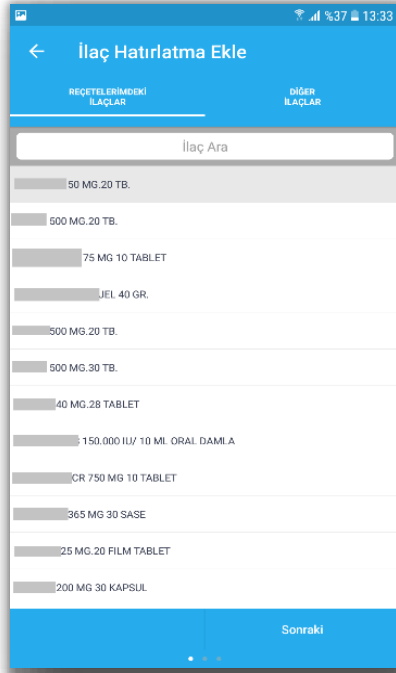 %37 13:33
İlaç Hatırlatma Ekle
REÇETELERİMDEKİ
İLAÇLAR
DİĞER
İLAÇLAR
İlaç Ara
50 MG.20 TB.
500 MG.20 TB.
75 MG 10 TABLET
JEL 40 GR.
500 MG.20 TB.
500 MG.30 TB.
40 MG.28 TABLET
150.000 IU/ 10 ML ORAL DAMLA
CR 750 MG 10 TABLET
365 MG 30 SASE
25 MG.20 FILM TABLET
200 MG 30 KAPSUL
Sonraki